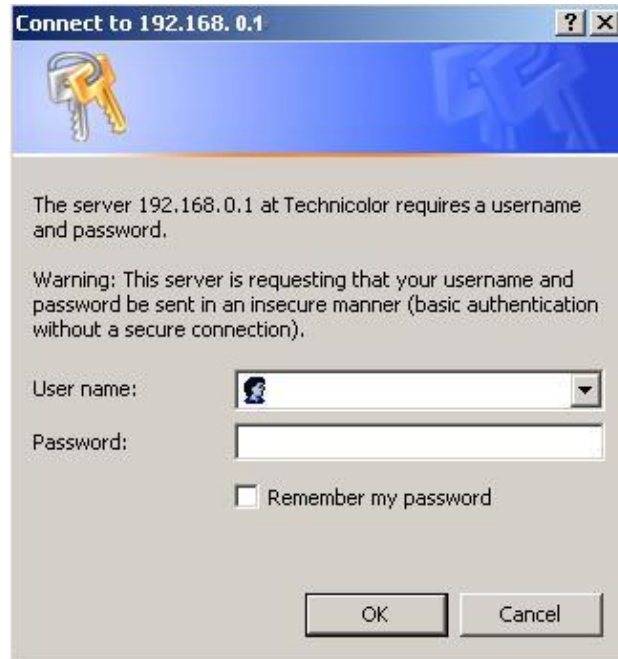 Connect to 192.168. 0.1
The server 192.168.0.1 at Technicolor requires a username
and password.
Warning: This server is requesting that your username and
password be sent in an insecure manner (basic authentication
without a secure connection).
User name:
Password:
Remember my password
OK Cancel